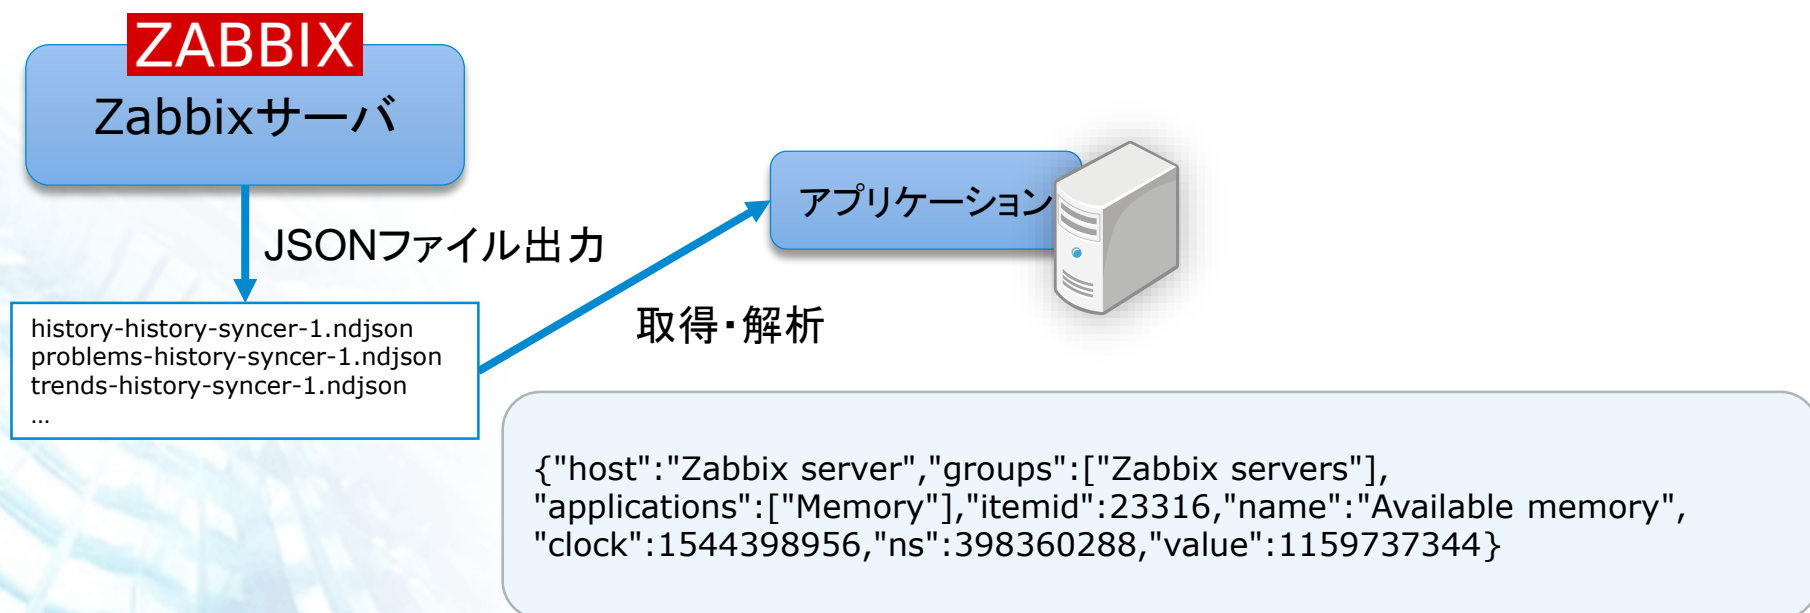 ZABBIX
Zabbixサーバ
アプリケーション
JSONファイル出力
取得・解析
history-history-syncer-1.ndjson
problems-history-syncer-1.ndjson
trends-history-syncer-1.ndjson
…
{"host":"Zabbix server","groups":["Zabbix servers"],
"applications":["Memory"],"itemid":23316,"name":"Available memory",
"clock":1544398956,"ns":398360288,"value":1159737344}